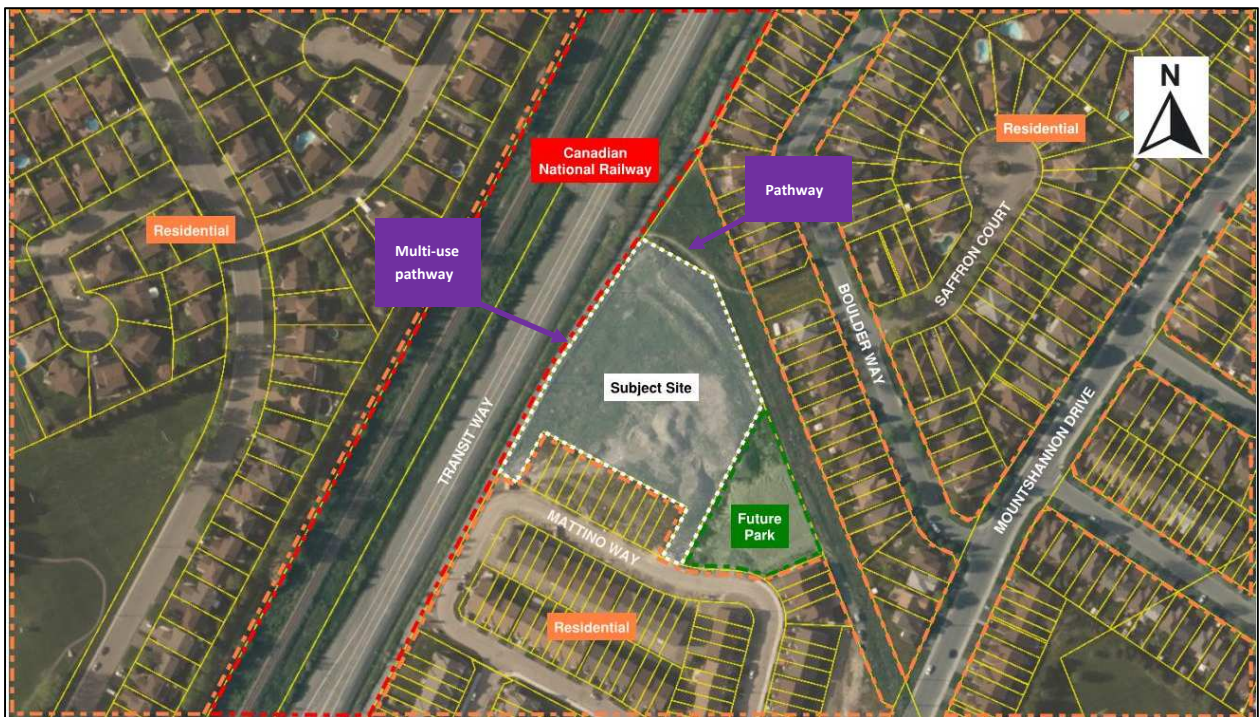 N
Residential
Canadian
National Railway
Pathway
Residential
Multi-use
pathway
SAFFRON COURT
BOULDER WAY
Subject Site
TRANSIT WAY
MOUNTSHANNON DRIVE
MATTINO WAY
Future
Park
Residential